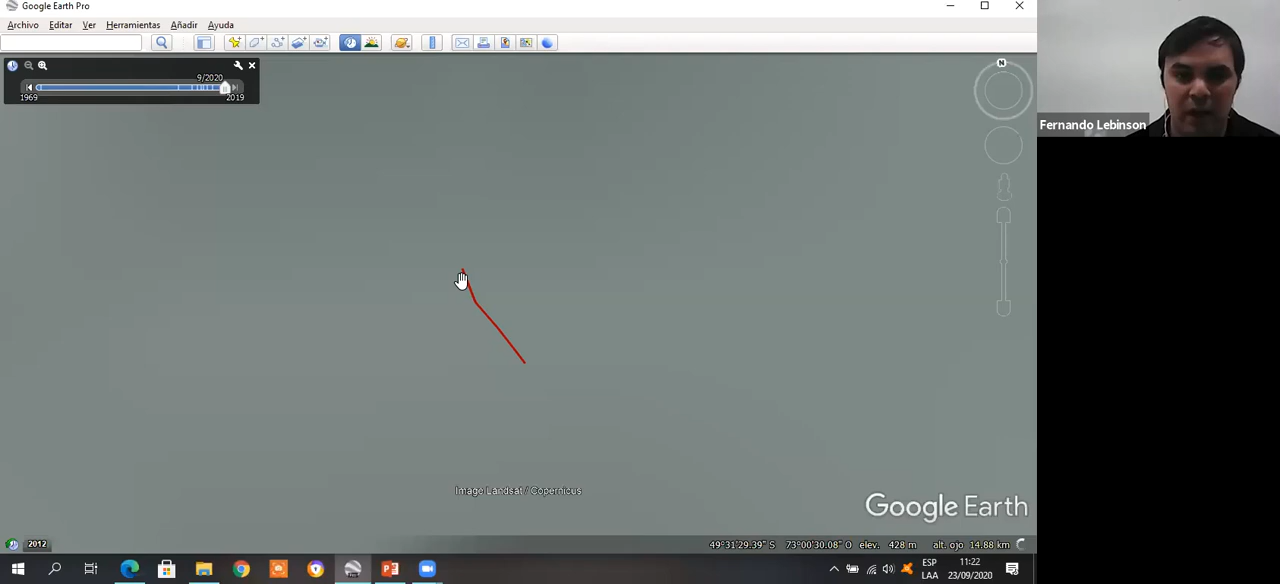 Google Earth Pro
Archivo Editar Ver Herramientas Añadir Ayuda
9/2020
1969 2019
N
Fernando Lebinson
Image Landsat / Copernicus
Google Earth
2012
49°31'29.39" S 73°00'30.08" O elev. 428 m alt. ojo 14.88 km
ESP
LAA
11:22
23/09/2020